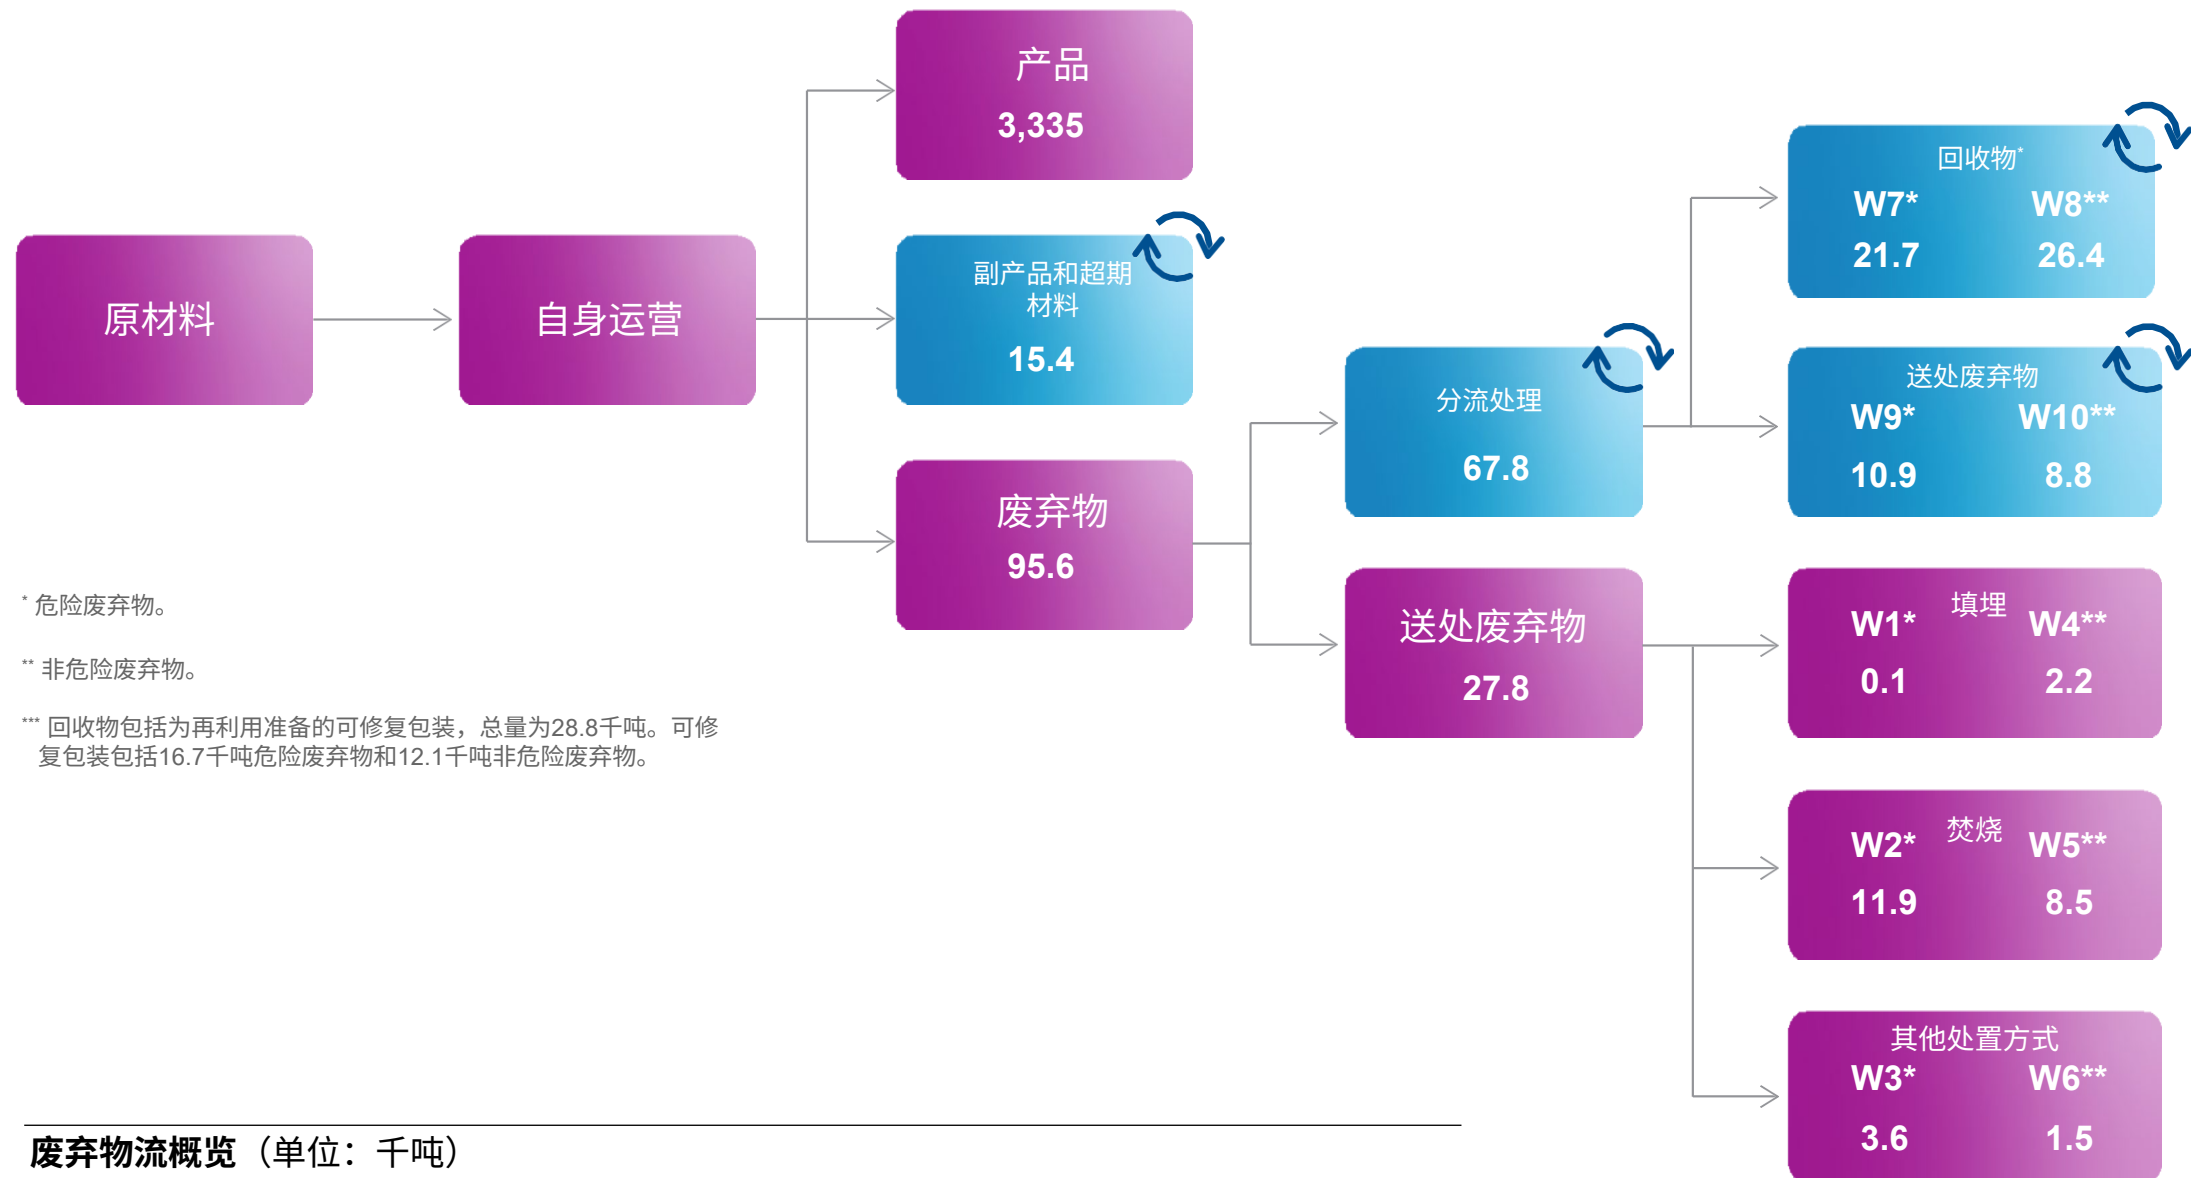 产品
3,335
原材料
自身运营
副产品和超期
材料
15.4
废弃物
95.6
分流处理
67.8
送处废弃物
27.8
回收物*
W7* W8**
21.7 26.4
送处废弃物
W9* W10**
10.9 8.8
填埋
W1* W4**
0.1 2.2
焚烧
W2* W5**
11.9 8.5
其他处置方式
W3* W6**
3.6 1.5
* 危险废弃物。
** 非危险废弃物。
*** 回收物包括为再利用准备的可修复包装，总量为28.8千吨。可修
复包装包括16.7千吨危险废弃物和12.1千吨非危险废弃物。
废弃物流概览（单位：千吨）